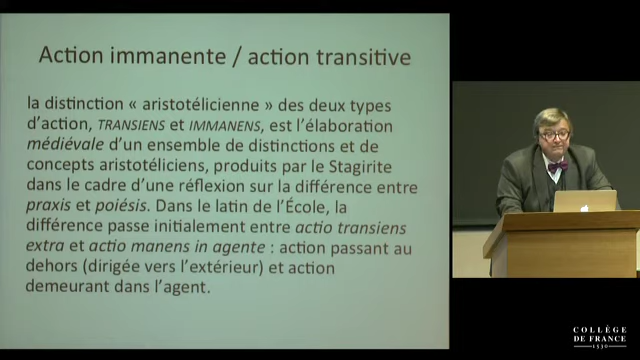 Action immanente / action transitive
la distinction « aristotélicienne » des deux types
d'action, TRANSIENS et IMMANENS, est l'élaboration
médiévale d'un ensemble de distinctions et de
concepts aristotéliciens, produits par le Stagirite
dans le cadre d'une réflexion sur la différence entre
praxis et poiésis. Dans le latin de l'École, la
différence passe initialement entre actio transiens
extra et actio manens in agente : action passant au
dehors (dirigée vers l'extérieur) et action
demeurant dans l'agent.
COLLÈGE
DE FRANCE
1530